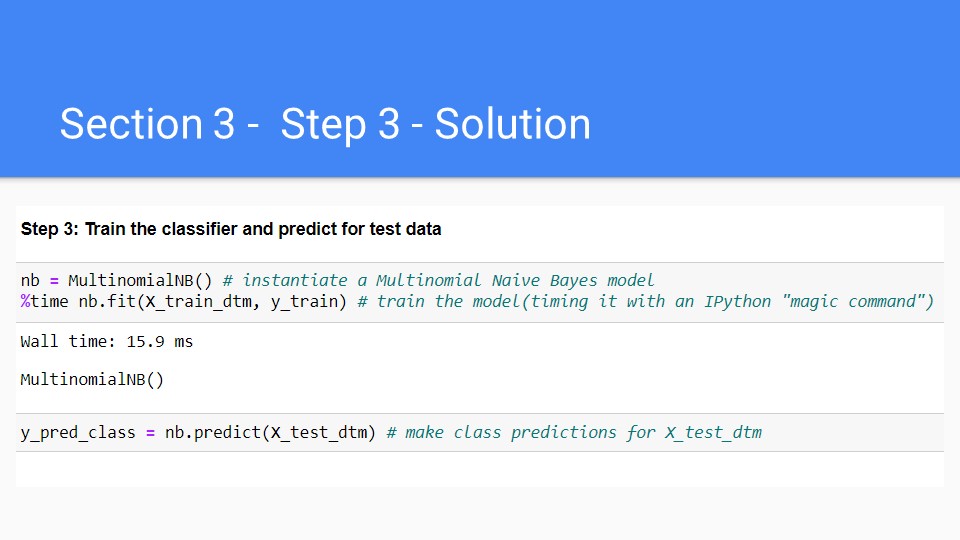 Section 3 -  Step 3 - Solution
Step 3: Train the classifier and predict for test data
nb = MultinomialNB() # instantiate a Multinomial Naive Bayes model
%time nb.fit(X_train_dtm, y_train) # train the model(timing it with an IPython "magic command")
Wall time: 15.9 ms
MultinomialNB()
y_pred_class = nb.predict(X_test_dtm) # make class predictions for X_test_dtm